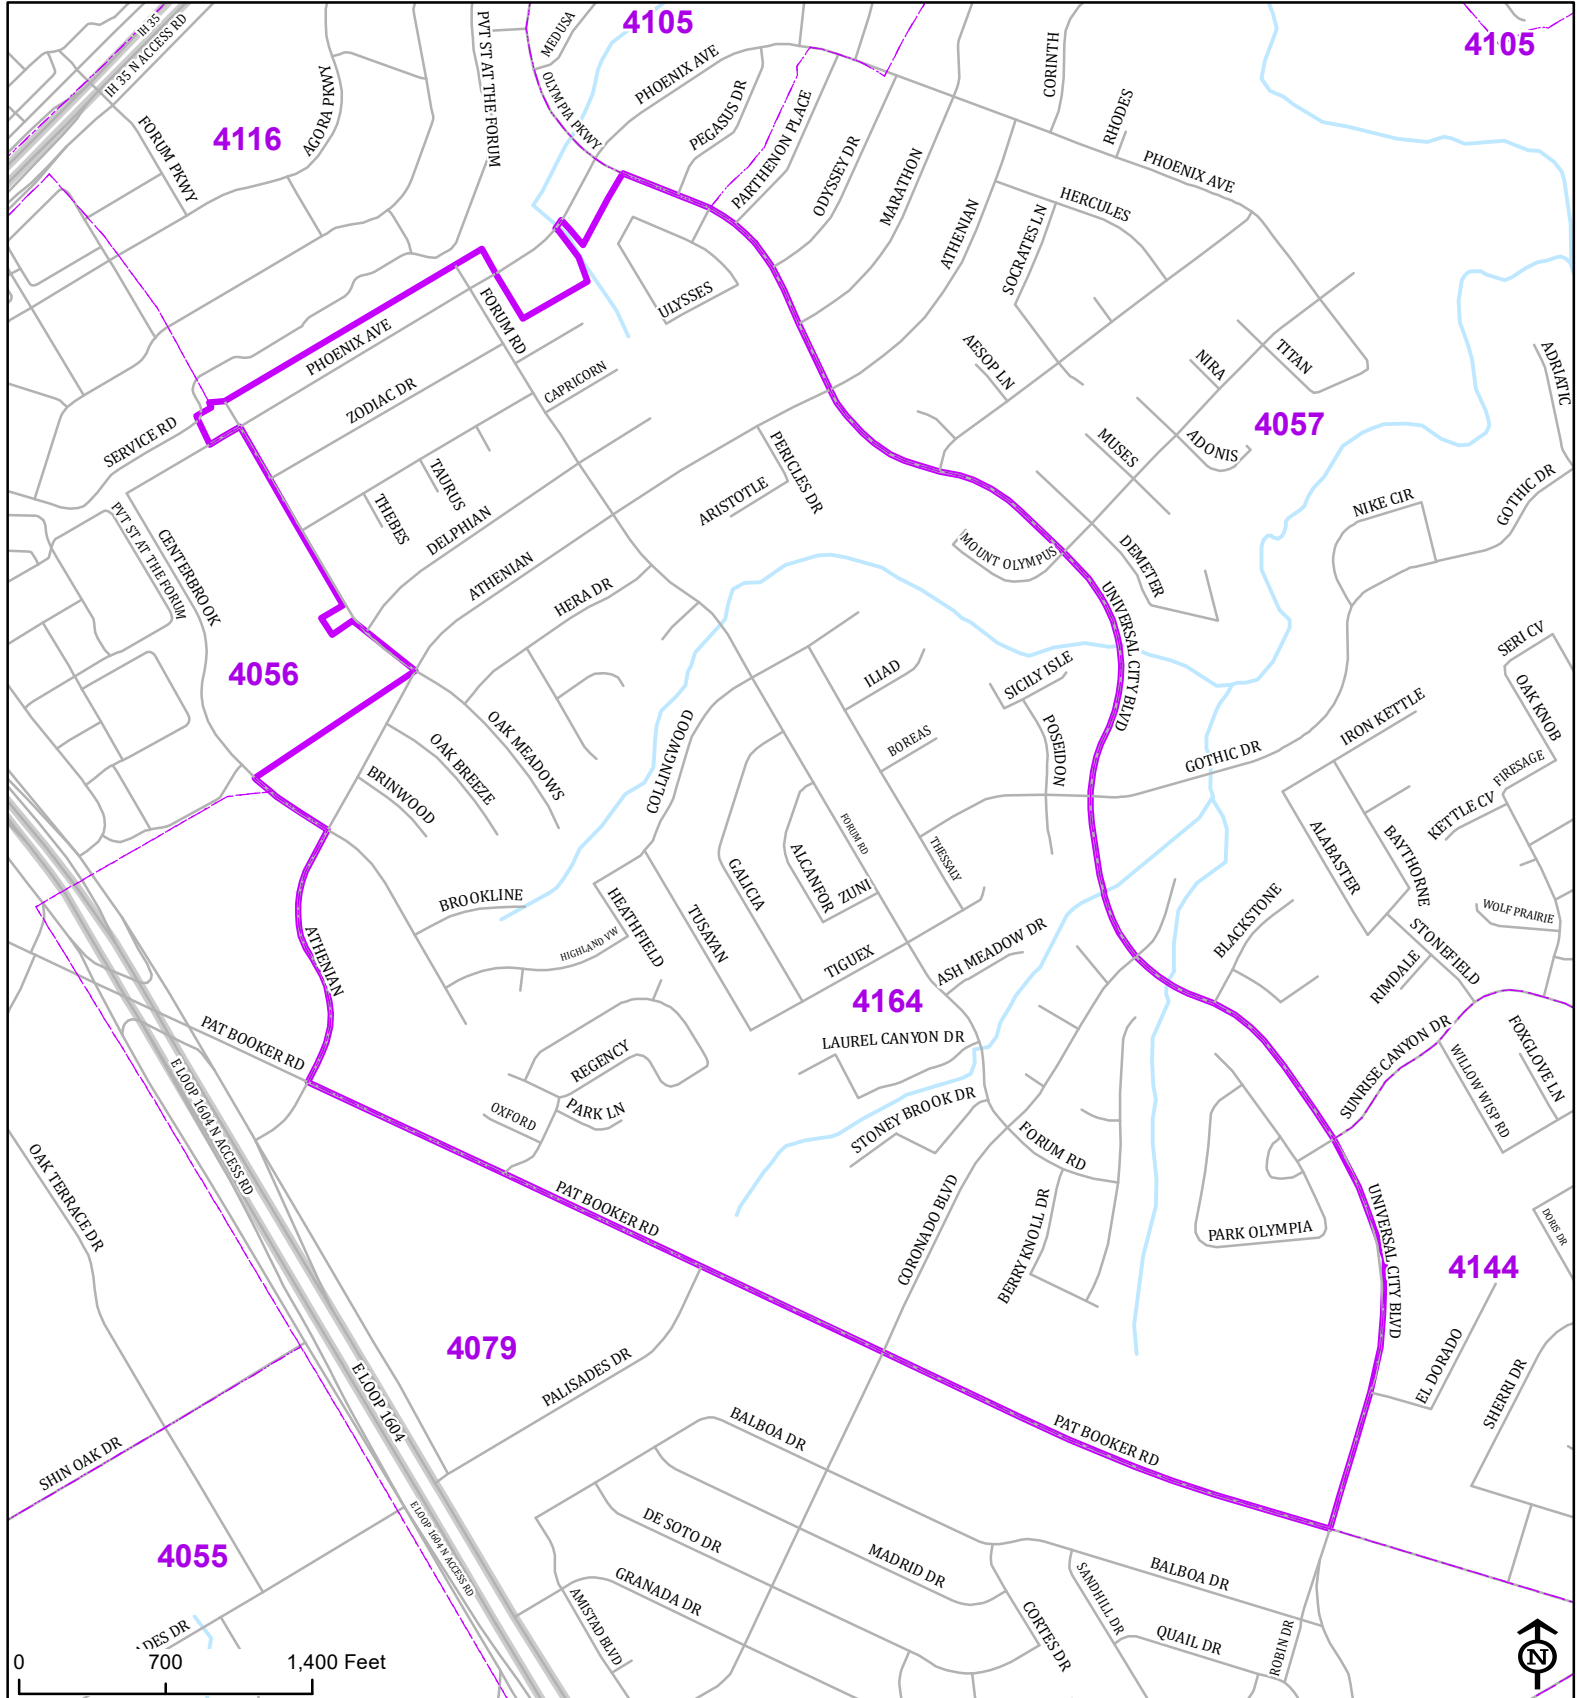 IH 35
IH 35 N ACCESS RD
PVT ST AT THE FORUM
MEDUSA
4105
4105
OLYMPIA PKWY
PHOENIX AVE
PEGASUS DR
PARTHENON PLACE
CORINTH
RHODES
FORUM PKWY
4116
AGORA PKWY
ODYSSEY DR
MARATHON
PHOENIX AVE
HERCULES
ATHENIAN
SOCRATES LN
ULYSSES
FORUM RD
PHOENIX AVE
ZODIAC DR
CAPRICORN
AESOP LN
NIRA
TITAN
ADRIATIC
4057
SERVICE RD
TAURUS
THEBES
DELPHIAN
PERICLES DR
ARISTOTLE
MUSES
ADONIS
NIKE CIR
GOTHIC DR
PVT ST AT THE FORUM
CENTERBROOK
ATHENIAN
HERA DR
MOUNT OLYMPUS
DEMETER
UNIVERSAL CITY BLVD
4056
SERI CV
OAK KNOB
ILIAD
SICILY ISLE
OAK MEADOWS
OAK BREEZE
BRINWOOD
COLLINGWOOD
BOREAS
POSEIDON
GOTHIC DR
IRON KETTLE
FIRESAGE
KETTLE CV
FORUM RD
THESSALY
ALABASTER
BAYTHORNE
ALCANFOR
ZUNI
GALICIA
BROOKLINE
HEATHFIELD
HIGHLAND VW
TUSAYAN
TIGUEX
ASH MEADOW DR
BLACKSTONE
WOLF PRAIRIE
STONEFIELD
RIMDALE
ATHENIAN
4164
PAT BOOKER RD
LAUREL CANYON DR
REGENCY
SUNRISE CANYON DR
WILLOW WISP RD
FOXGLOVE LN
E LOOP 1604 N ACCESS RD
OXFORD
PARK LN
STONEY BROOK DR
FORUM RD
OAK TERRACE DR
PAT BOOKER RD
CORONADO BLVD
BERRY KNOLL DR
PARK OLYMPIA
UNIVERSAL CITY BLVD
DORIS DR
4144
4079
PALISADES DR
E LOOP 1604
EL DORADO
SHERRI DR
BALBOA DR
PAT BOOKER RD
SHIN OAK DR
4055
E LOOP 1604 N ACCESS RD
DE SOTO DR
MADRID DR
BALBOA DR
GRANADA DR
AMISTAD BLVD
CORTES DR
SANDHILL DR
QUAIL DR
ROBIN DR
ADES DR
0 700 1,400 Feet
N